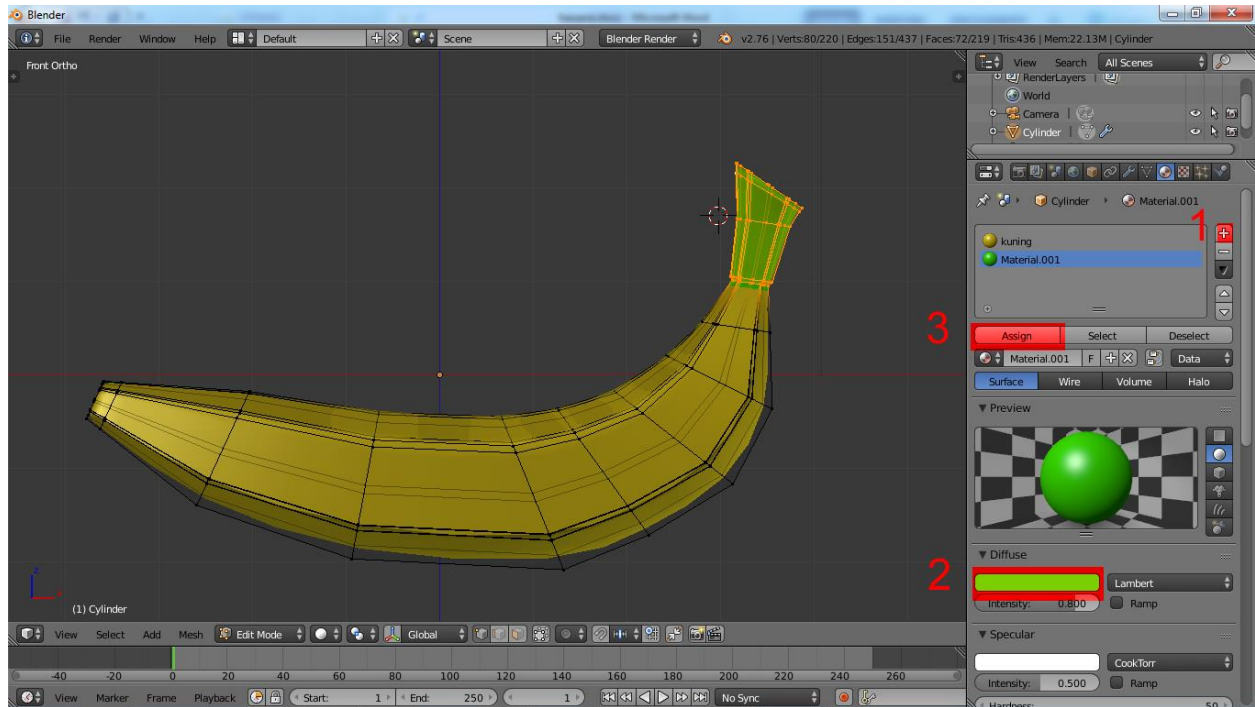 Blender
File Render Window Help Default Scene Blender Render v2.76 | Verts:80/220 | Edges:151/437 | Faces:72/219 | Tris:436 | Mem:22.13M | Cylinder
Front Ortho
View Search All Scenes
RenderLayers
World
Camera
Cylinder
Cylinder Material.001
1
kuning
Material.001
3
Assign Select Deselect
Material.001 F Data
Surface Wire Volume Halo
Preview
Diffuse
2
Lambert
Intensity: 0.800 Ramp
Specular
CookTorr
Intensity: 0.500 Ramp
Hardness: 50
z
x
(1) Cylinder
View Select Add Mesh Edit Mode Global
-40 -20 0 20 40 60 80 100 120 140 160 180 200 220 240 260
View Marker Frame Playback Start: 1 End: 250 1 No Sync